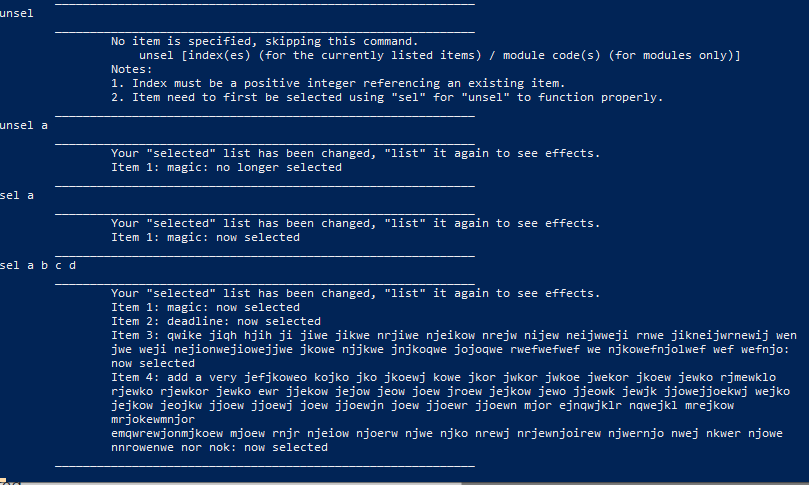 unsel
No item is specified, skipping this command.
unsel [index(es) (for the currently listed items) / module code(s) (for modules only)]
Notes:
1. Index must be a positive integer referencing an existing item.
2. Item need to first be selected using "sel" for "unsel" to function properly.
unsel a
Your "selected" list has been changed, "list" it again to see effects.
Item 1: magic: no longer selected
sel a
Your "selected" list has been changed, "list" it again to see effects.
Item 1: magic: now selected
sel a b c d
Your "selected" list has been changed, "list" it again to see effects.
Item 1: magic: now selected
Item 2: deadline: now selected
Item 3: qwike jiqh hjih ji jiwe jikwe nrjiwe njeikow nrejw nijew neijwweji rnwe jikneijwrnewij wen
jwe weji nejionwejiowejjwe jkowe njjkwe jnjkoqwe jojoqwe rwefwefwef we njkowefnjolwef wef wefnjo:
now selected
Item 4: add a very jefjkoweo kojko jko jkoewj kowe jkor jwkor jwkoe jwekor jkoew jewko rjmewklo
rjewko rjewkor jewko ewr jjekow jejow jeow joew jroew jejkow jewo jjeowk jewjk jjowejjoekwj wejko
jejkow jeojkw jjoew jjoewj joew jjoewjn joew jjoewr jjoewn mjor ejnqwjklr nqwejkl mrejkow
mrjokewmnjor
emqwrewjonmjkoew mjoew rnjr njeiow njoerw njwe njko nrewj nrjewnjoirew njwernjo nwej nkwer njowe
nnrowenwe nor nok: now selected